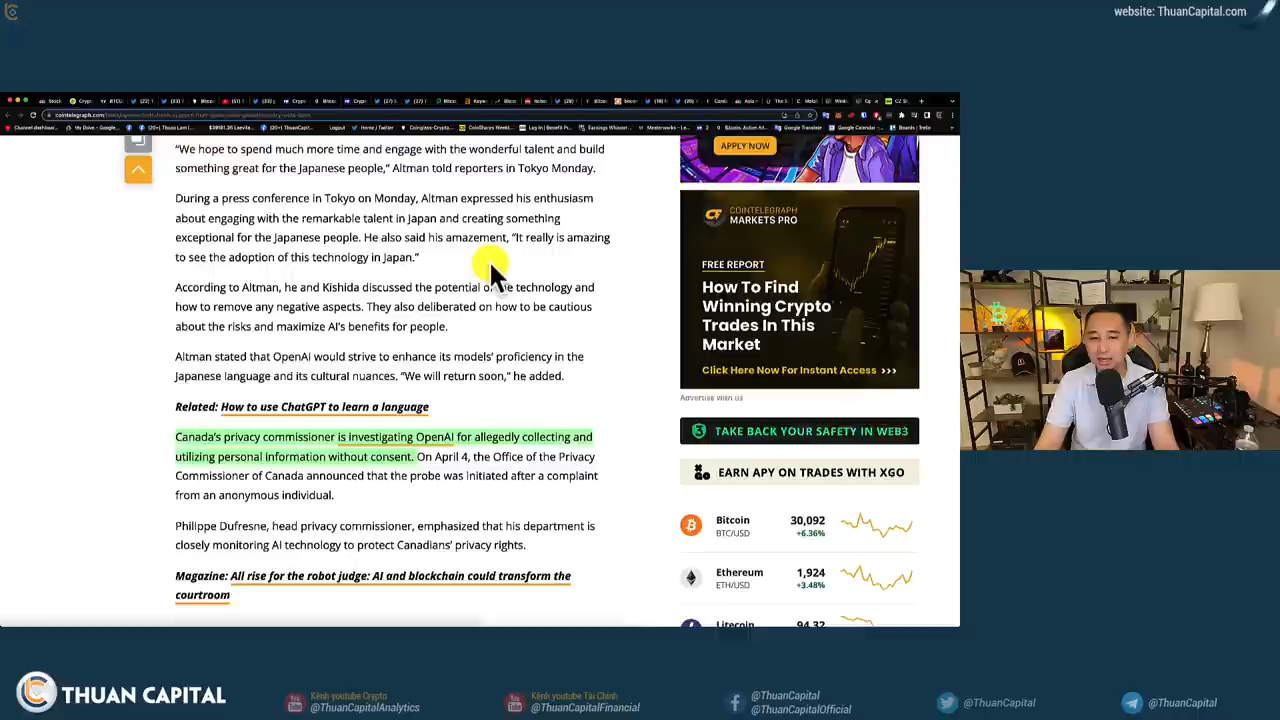 website: ThuanCapital.com
"We hope to spend much more time and engage with the wonderful talent and build
something great for the Japanese people," Altman told reporters in Tokyo Monday.
During a press conference in Tokyo on Monday, Altman expressed his enthusiasm
about engaging with the remarkable talent in Japan and creating something
exceptional for the Japanese people. He also said his amazement, "It really is amazing
to see the adoption of this technology in Japan."
According to Altman, he and Kishida discussed the potential technology and
how to remove any negative aspects. They also deliberated on how to be cautious
about the risks and maximize AI's benefits for people.
Altman stated that OpenAI would strive to enhance its models' proficiency in the
Japanese language and its cultural nuances. "We will return soon," he added.
Related: How to use ChatGPT to learn a language
Canada's privacy commissioner is investigating OpenAI for allegedly collecting and
utilizing personal information without consent. On April 4, the Office of the Privacy
Commissioner of Canada announced that the probe was initiated after a complaint
from an anonymous individual.
Philippe Dufresne, head privacy commissioner, emphasized that his department is
closely monitoring AI technology to protect Canadians' privacy rights.
Magazine: All rise for the robot judge: AI and blockchain could transform the
courtroom
APPLY NOW
COINTELEGRAPH
MARKETS PRO
FREE REPORT
How To Find
Winning Crypto
Trades In This
Market
Click Here Now For Instant Access >>>
Advertise with us
TAKE BACK YOUR SAFETY IN WEB3
EARN APY ON TRADES WITH XGO
Bitcoin 30,092
BTC/USD +6.36%
Ethereum 1,924
ETH/USD +3.48%
Litecoin 94.32
THUAN CAPITAL
Kênh youtube Crypto
@ThuanCapitalAnalytics
Kênh youtube Tài Chính
@ThuanCapitalFinancial
@ThuanCapital
@ThuanCapitalOfficial
@ThuanCapital
@ThuanCapital